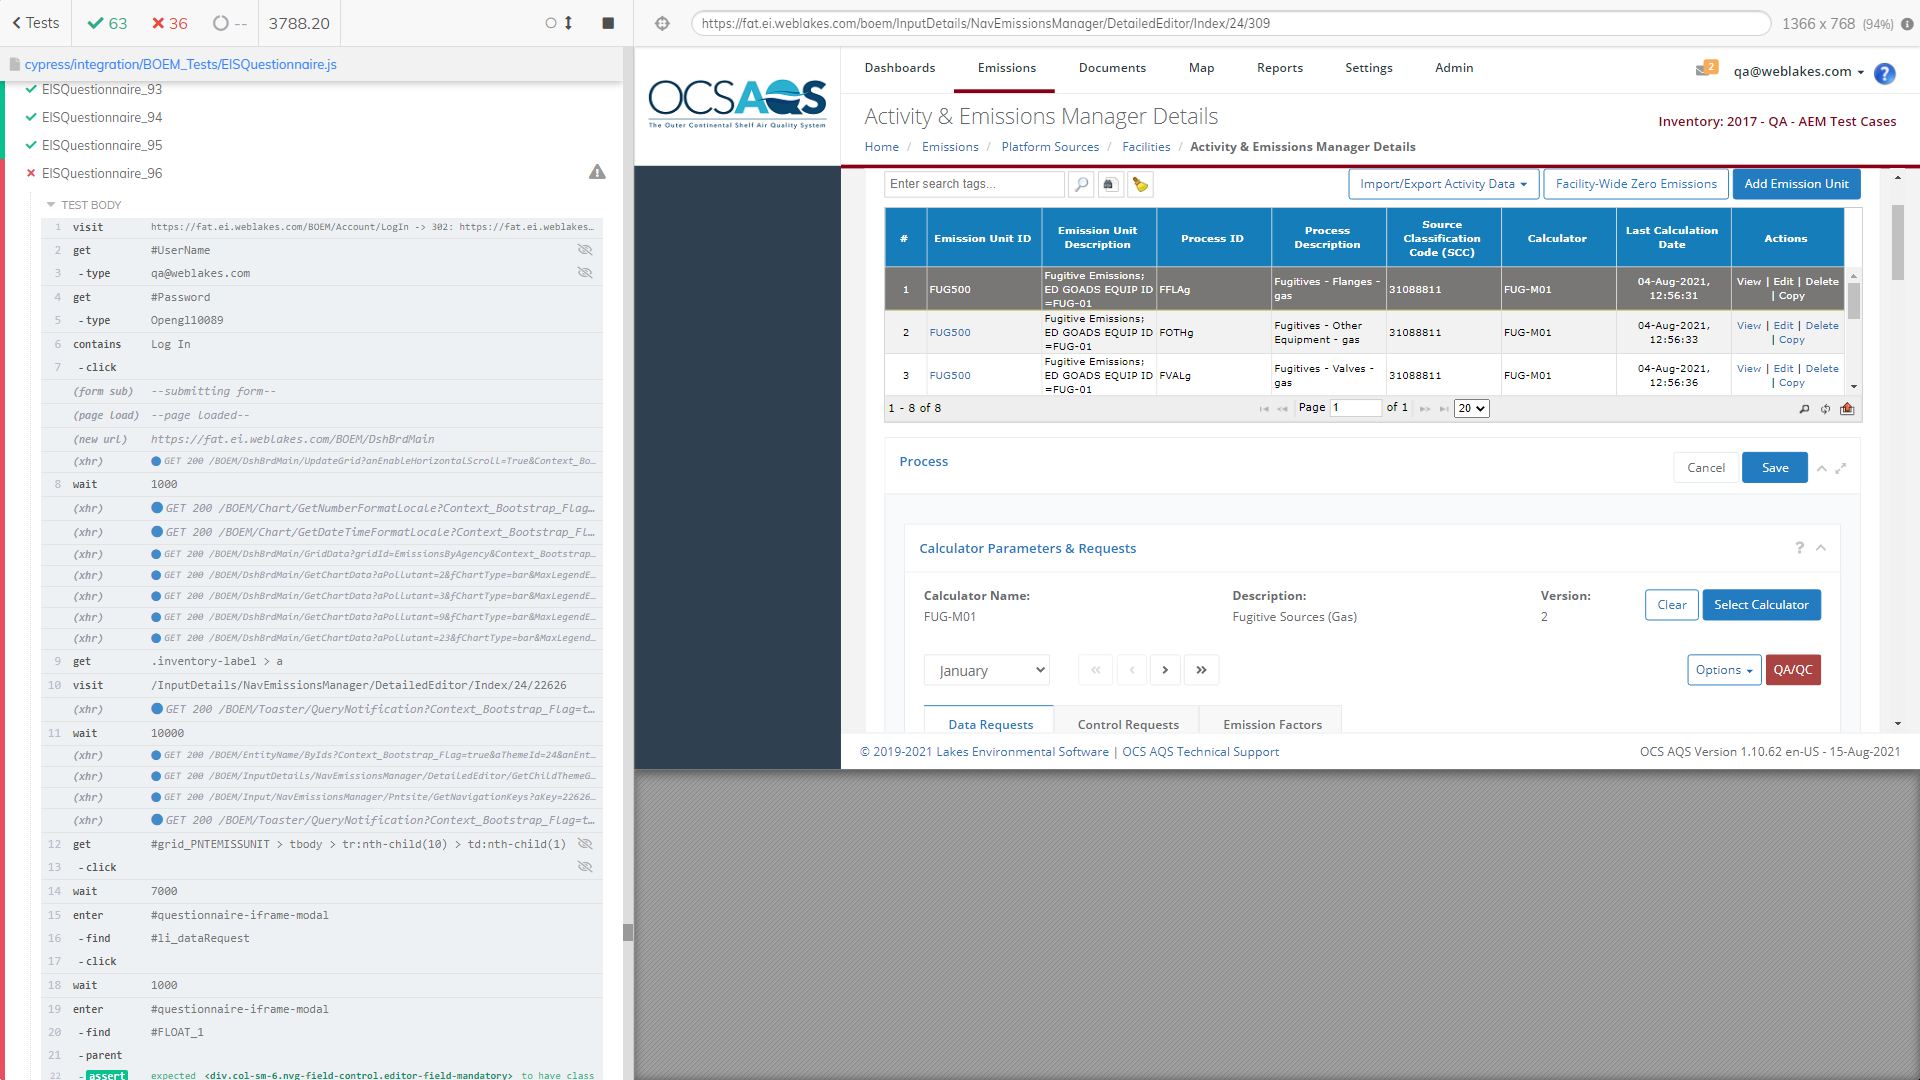 Tests
63
36
--
3788.20
https://fat.ei.weblakes.com/boem/InputDetails/NavEmissionsManager/DetailedEditor/Index/24/309
1366 x 768 (94%)
cypress/integration/BOEM_Tests/EISQuestionnaire.js
EISQuestionnaire_93
EISQuestionnaire_94
EISQuestionnaire_95
EISQuestionnaire_96
TEST BODY
1 visit https://fat.ei.weblakes.com/BOEM/Account/LogIn -> 302: https://fat.ei.weblakes...
2 get #UserName
3 -type qa@weblakes.com
4 get #Password
5 -type Opengl10089
6 contains Log In
7 -click
(form sub) --submitting form--
(page load) --page loaded--
(new url) https://fat.ei.weblakes.com/BOEM/DshBrdMain
(xhr) GET 200 /BOEM/DshBrdMain/UpdateGrid?anEnableHorizontalScroll=True&Context_Bo...
8 wait 1000
(xhr) GET 200 /BOEM/Chart/GetNumberFormatLocale?Context_Bootstrap_Flag...
(xhr) GET 200 /BOEM/Chart/GetDateTimeFormatLocale?Context_Bootstrap_Fl...
(xhr) GET 200 /BOEM/DshBrdMain/GridData?gridId=EmissionsByAgency&Context_Bootstrap...
(xhr) GET 200 /BOEM/DshBrdMain/GetChartData?aPollutant=2&fChartType=bar&MaxLegendE...
(xhr) GET 200 /BOEM/DshBrdMain/GetChartData?aPollutant=3&fChartType=bar&MaxLegendE...
(xhr) GET 200 /BOEM/DshBrdMain/GetChartData?aPollutant=9&fChartType=bar&MaxLegendE...
(xhr) GET 200 /BOEM/DshBrdMain/GetChartData?aPollutant=23&fChartType=bar&MaxLegend...
9 get .inventory-label > a
10 visit /InputDetails/NavEmissionsManager/DetailedEditor/Index/24/22626
(xhr) GET 200 /BOEM/Toaster/QueryNotification?Context_Bootstrap_Flag=t...
11 wait 10000
(xhr) GET 200 /BOEM/EntityName/ByIds?Context_Bootstrap_Flag=true&aThemeId=24&anEnt...
(xhr) GET 200 /BOEM/InputDetails/NavEmissionsManager/DetailedEditor/GetChildThemeG...
(xhr) GET 200 /BOEM/Input/NavEmissionsManager/Pntsite/GetNavigationKeys?aKey=22626...
(xhr) GET 200 /BOEM/Toaster/QueryNotification?Context_Bootstrap_Flag=t...
12 get #grid_PNTEMISSUNIT > tbody > tr:nth-child(10) > td:nth-child(1)
13 -click
14 wait 7000
15 enter #questionnaire-iframe-modal
16 -find #li_dataRequest
17 -click
18 wait 1000
19 enter #questionnaire-iframe-modal
20 -find #FLOAT_1
21 -parent
22 -assert expected <div.col-sm-6.nvg-field-control.editor-field-mandatory> to have class
OCSAQS
The Outer Continental Shelf Air Quality System
Dashboards Emissions Documents Map Reports Settings Admin
2
qa@weblakes.com
?
Activity & Emissions Manager Details
Inventory: 2017 - QA - AEM Test Cases
Home / Emissions / Platform Sources / Facilities / Activity & Emissions Manager Details
Enter search tags...
Import/Export Activity Data
Facility-Wide Zero Emissions
Add Emission Unit
# Emission Unit ID Emission Unit Description Process ID Process Description Source Classification Code (SCC) Calculator Last Calculation Date Actions
1 FUG500 Fugitive Emissions; ED GOADS EQUIP ID =FUG-01 FFLAg Fugitives - Flanges - gas 31088811 FUG-M01 04-Aug-2021, 12:56:31 View | Edit | Delete | Copy
2 FUG500 Fugitive Emissions; ED GOADS EQUIP ID =FUG-01 FOTHg Fugitives - Other Equipment - gas 31088811 FUG-M01 04-Aug-2021, 12:56:33 View | Edit | Delete | Copy
3 FUG500 Fugitive Emissions; ED GOADS EQUIP ID =FUG-01 FVALg Fugitives - Valves - gas 31088811 FUG-M01 04-Aug-2021, 12:56:36 View | Edit | Delete | Copy
1 - 8 of 8
Page 1 of 1
20
Process
Cancel
Save
Calculator Parameters & Requests
?
Calculator Name: Description: Version:
FUG-M01 Fugitive Sources (Gas) 2
Clear
Select Calculator
January
Options
QA/QC
Data Requests Control Requests Emission Factors
© 2019-2021 Lakes Environmental Software | OCS AQS Technical Support
OCS AQS Version 1.10.62 en-US - 15-Aug-2021